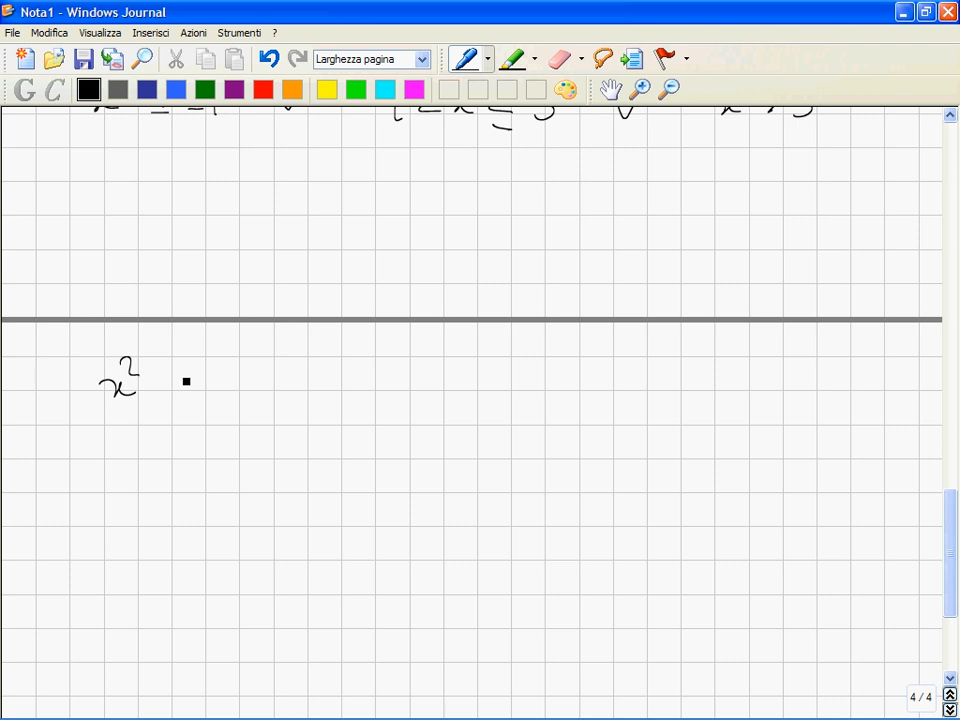 Nota1 - Windows Journal
File Modifica Visualizza Inserisci Azioni Strumenti ?
Larghezza pagina
G C
x²
4 / 4